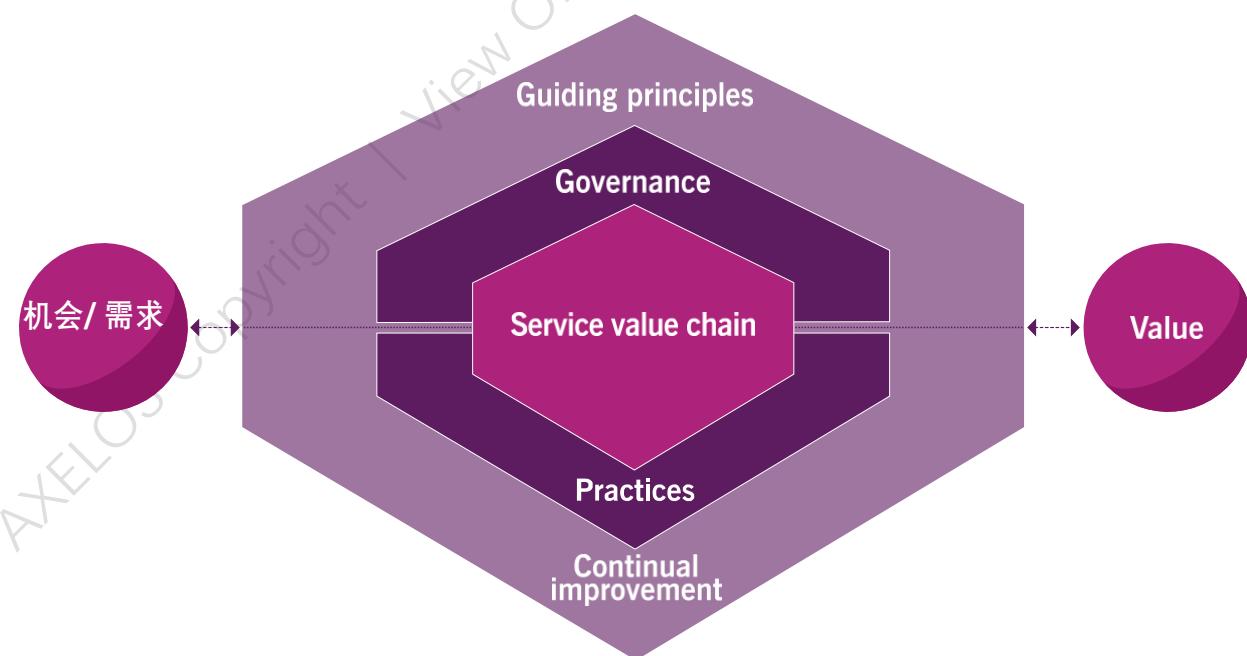 AXELOS Copyright | View O
Guiding principles
Governance
机会/ 需求
Service value chain
Value
Practices
Continual
improvement